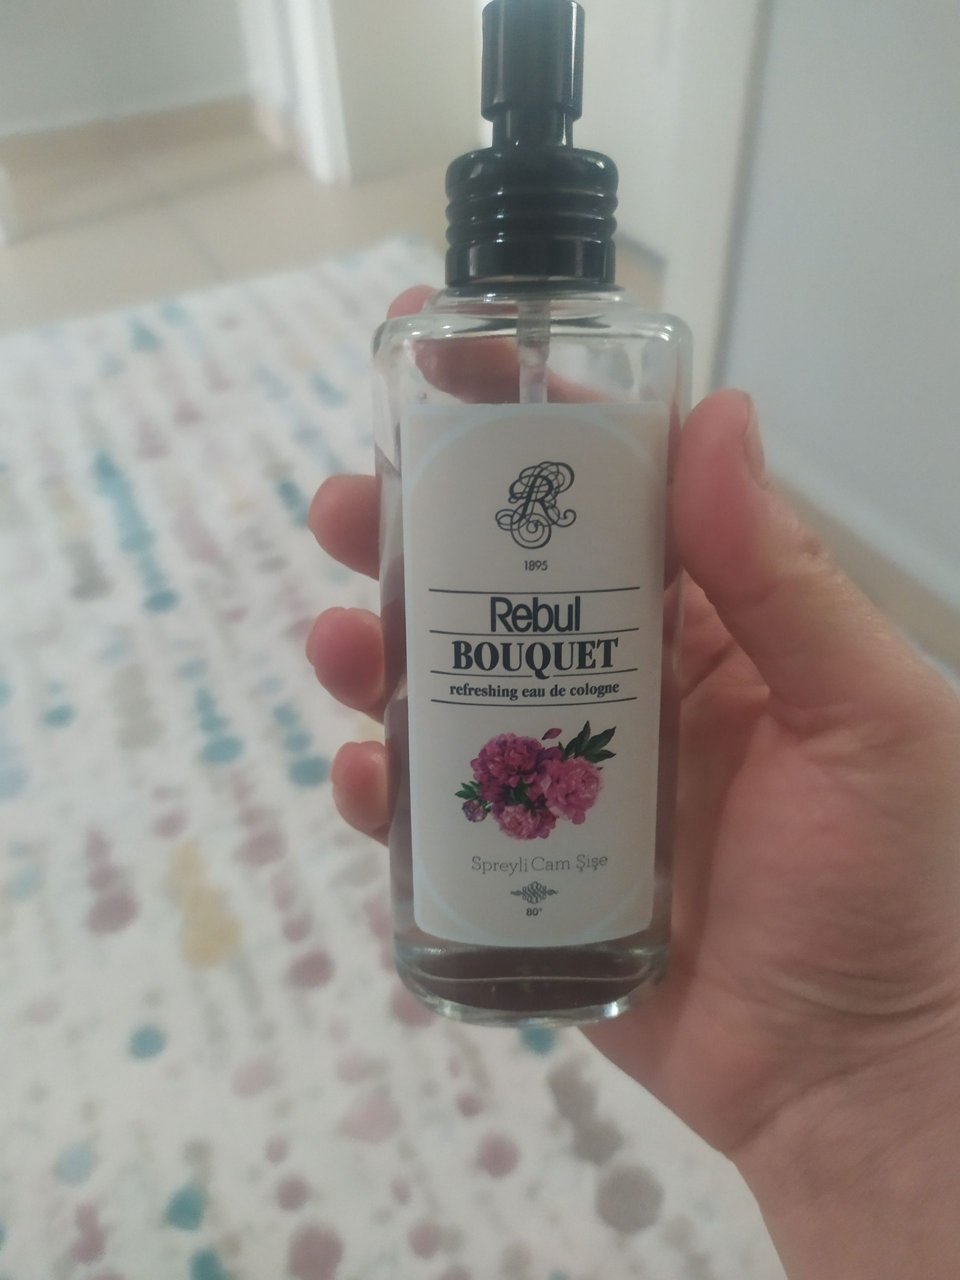 R
1895
Rebul
BOUQUET
refreshing eau de cologne
Spreyli Cam Şişe
80°